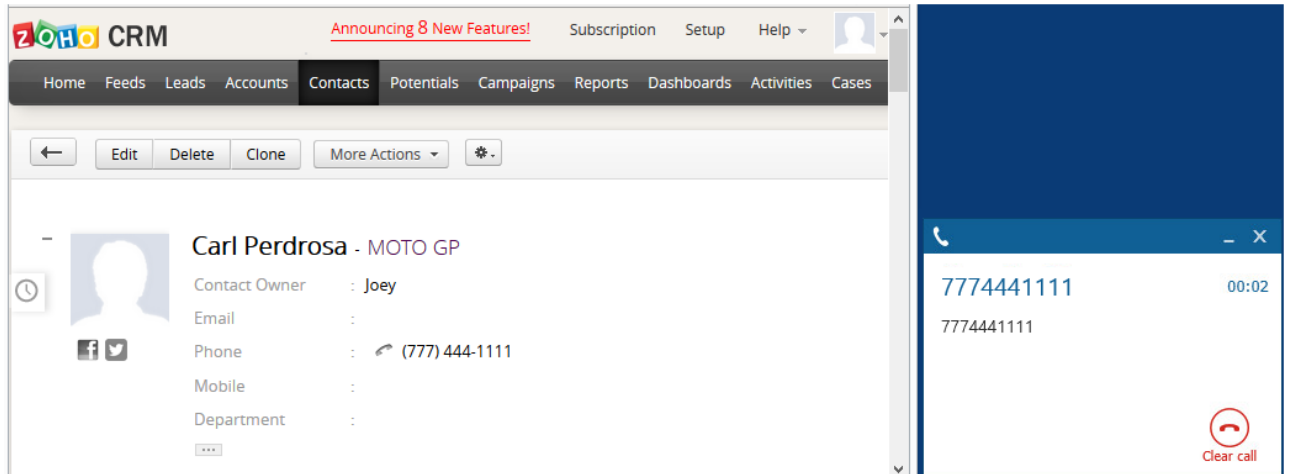 ZOHO CRM
Announcing 8 New Features!
Subscription
Setup
Help
Home Feeds Leads Accounts Contacts Potentials Campaigns Reports Dashboards Activities Cases
Edit Delete Clone More Actions
Carl Perdrosa - MOTO GP
Contact Owner : Joey
Email :
Phone : (777) 444-1111
Mobile :
Department :
7774441111 00:02
7774441111
Clear call